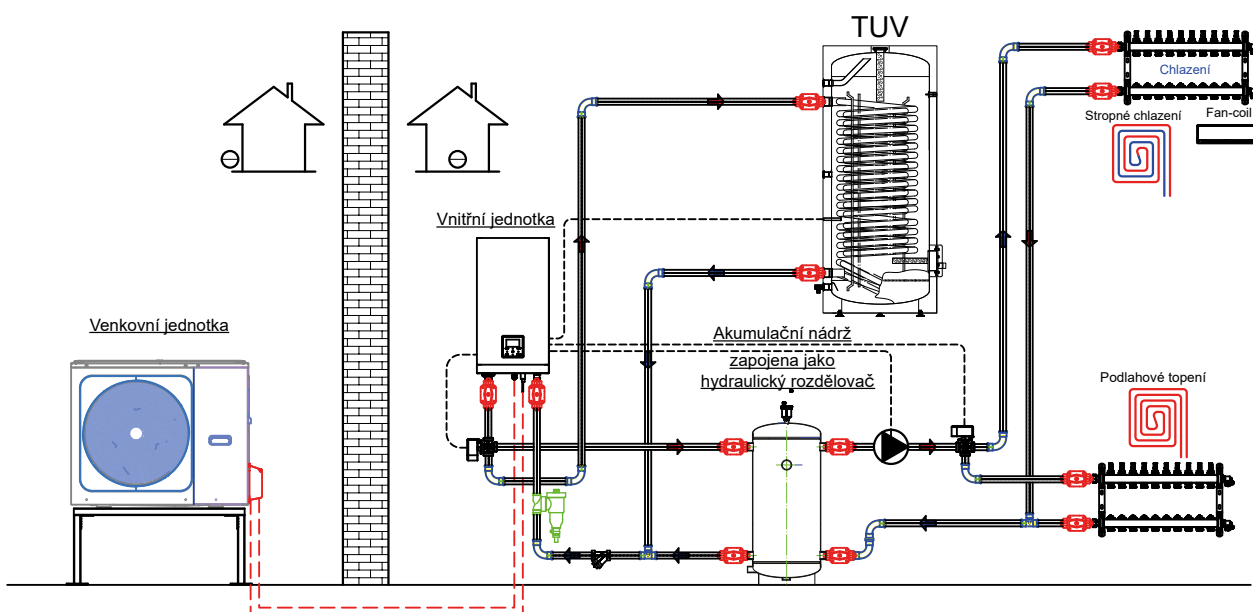 TUV
Chlazení
Stropné chlazení
Fan-coil
Vnitřní jednotka
Venkovní jednotka
Akumulační nádrž
zapojena jako
hydraulický rozdělovač
Podlahové topení